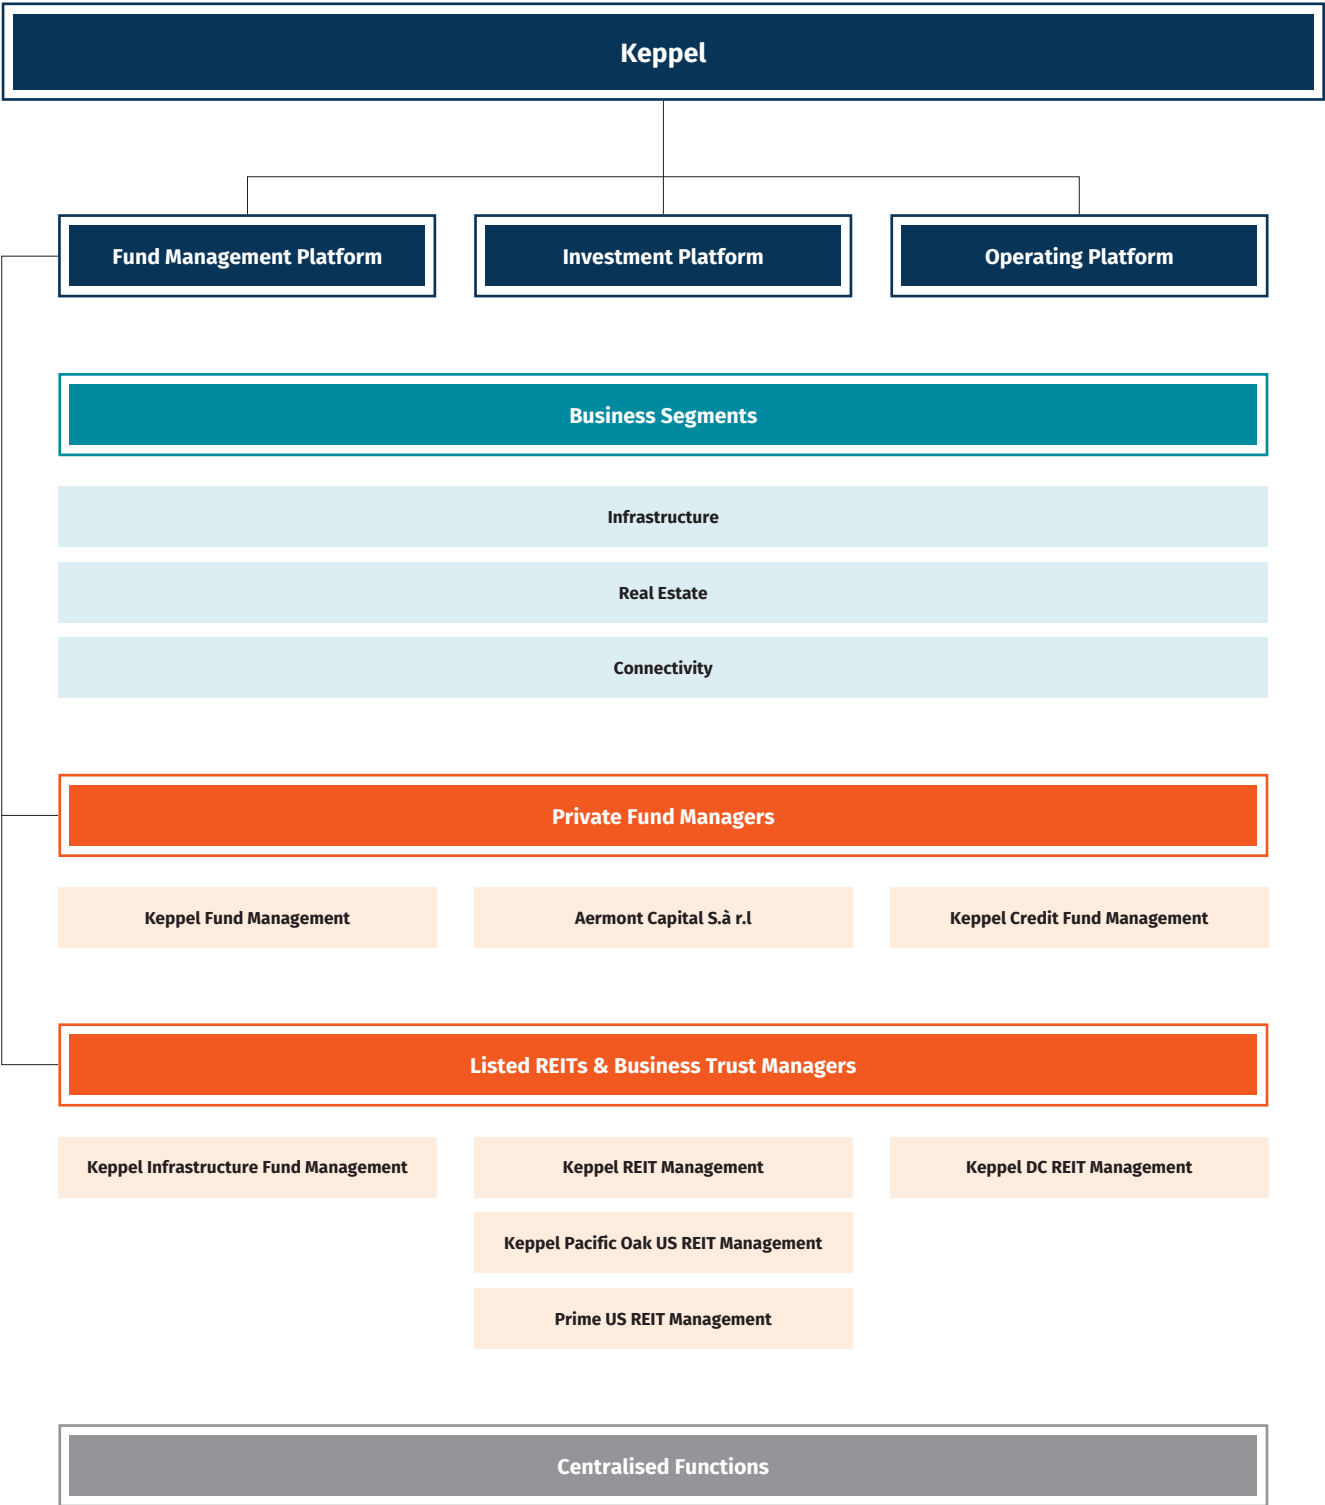 Keppel
Fund Management Platform
Investment Platform
Operating Platform
Business Segments
Infrastructure
Real Estate
Connectivity
Private Fund Managers
Keppel Fund Management
Aermont Capital S.à r.l
Keppel Credit Fund Management
Listed REITs & Business Trust Managers
Keppel Infrastructure Fund Management
Keppel REIT Management
Keppel DC REIT Management
Keppel Pacific Oak US REIT Management
Prime US REIT Management
Centralised Functions